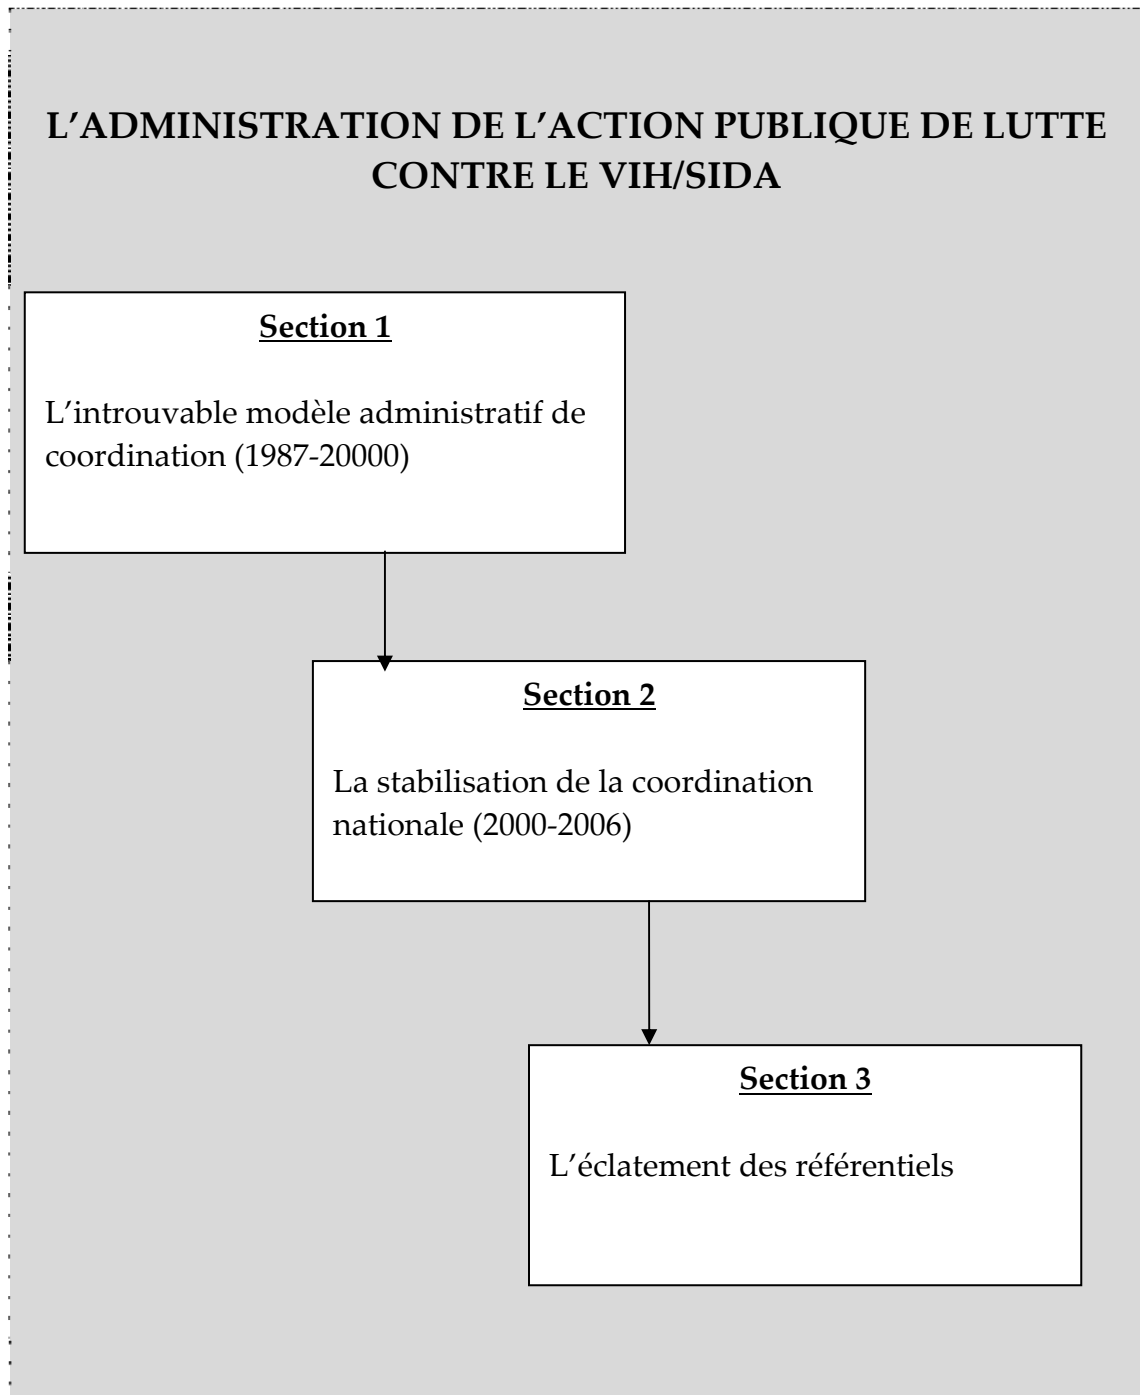 L’ADMINISTRATION DE L’ACTION PUBLIQUE DE LUTTE
CONTRE LE VIH/SIDA
Section 1
L’introuvable modèle administratif de
coordination (1987-20000)
Section 2
La stabilisation de la coordination
nationale (2000-2006)
Section 3
L’éclatement des référentiels